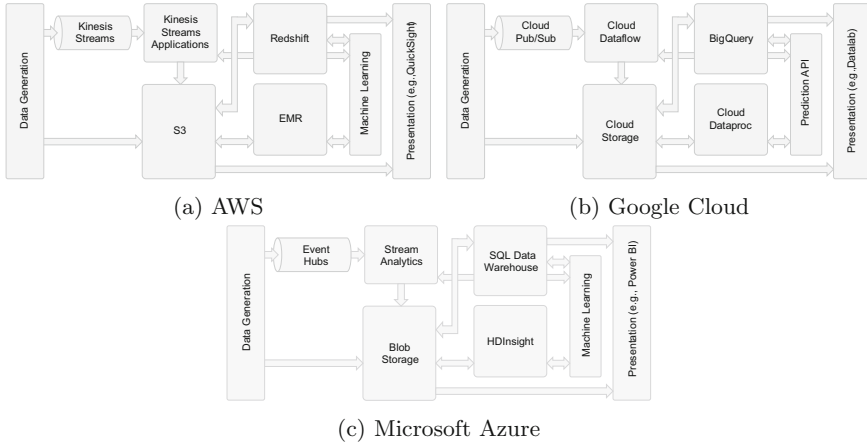 Data Generation
Kinesis
Streams
Kinesis
Streams
Applications
Redshift
S3
EMR
Machine Learning
Presentation (e.g.,QuickSight)
(a) AWS
Data Generation
Cloud
Pub/Sub
Cloud
Dataflow
BigQuery
Cloud
Storage
Cloud
Dataproc
Prediction API
Presentation (e.g.,Datalab)
(b) Google Cloud
Data Generation
Event
Hubs
Stream
Analytics
SQL Data
Warehouse
Blob
Storage
HDInsight
Machine Learning
Presentation (e.g., Power BI)
(c) Microsoft Azure